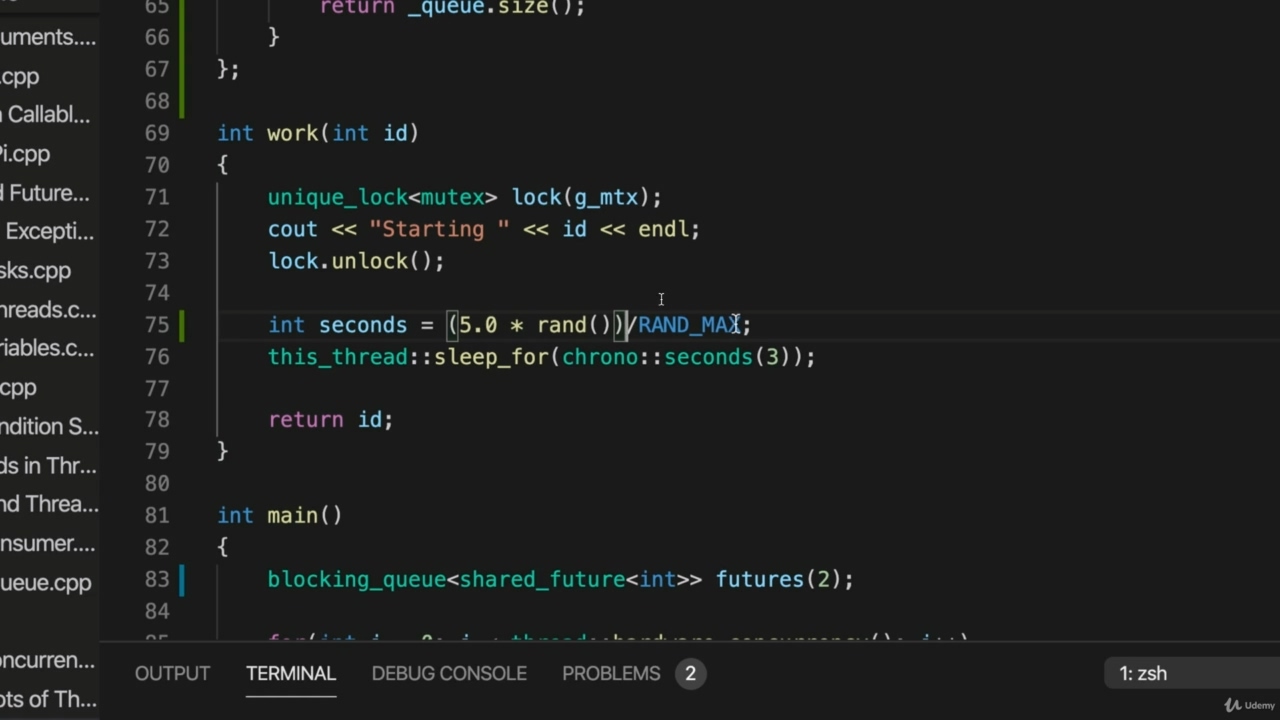 65 return _queue.size();
66 }
67 };
68
69 int work(int id)
70 {
71 unique_lock<mutex> lock(g_mtx);
72 cout << "Starting " << id << endl;
73 lock.unlock();
74
75 int seconds = (5.0 * rand())/RAND_MAX;
76 this_thread::sleep_for(chrono::seconds(3));
77
78 return id;
79 }
80
81 int main()
82 {
83 blocking_queue<shared_future<int>> futures(2);
84
uments....
.cpp
Callabl...
i.cpp
Future...
Excepti...
sks.cpp
hreads.c...
riables.c...
.cpp
ndition S...
ds in Thr...
nd Threa...
nsumer....
ueue.cpp
oncurren...
pts of Th...
OUTPUT TERMINAL DEBUG CONSOLE PROBLEMS 2 1: zsh
Udemy